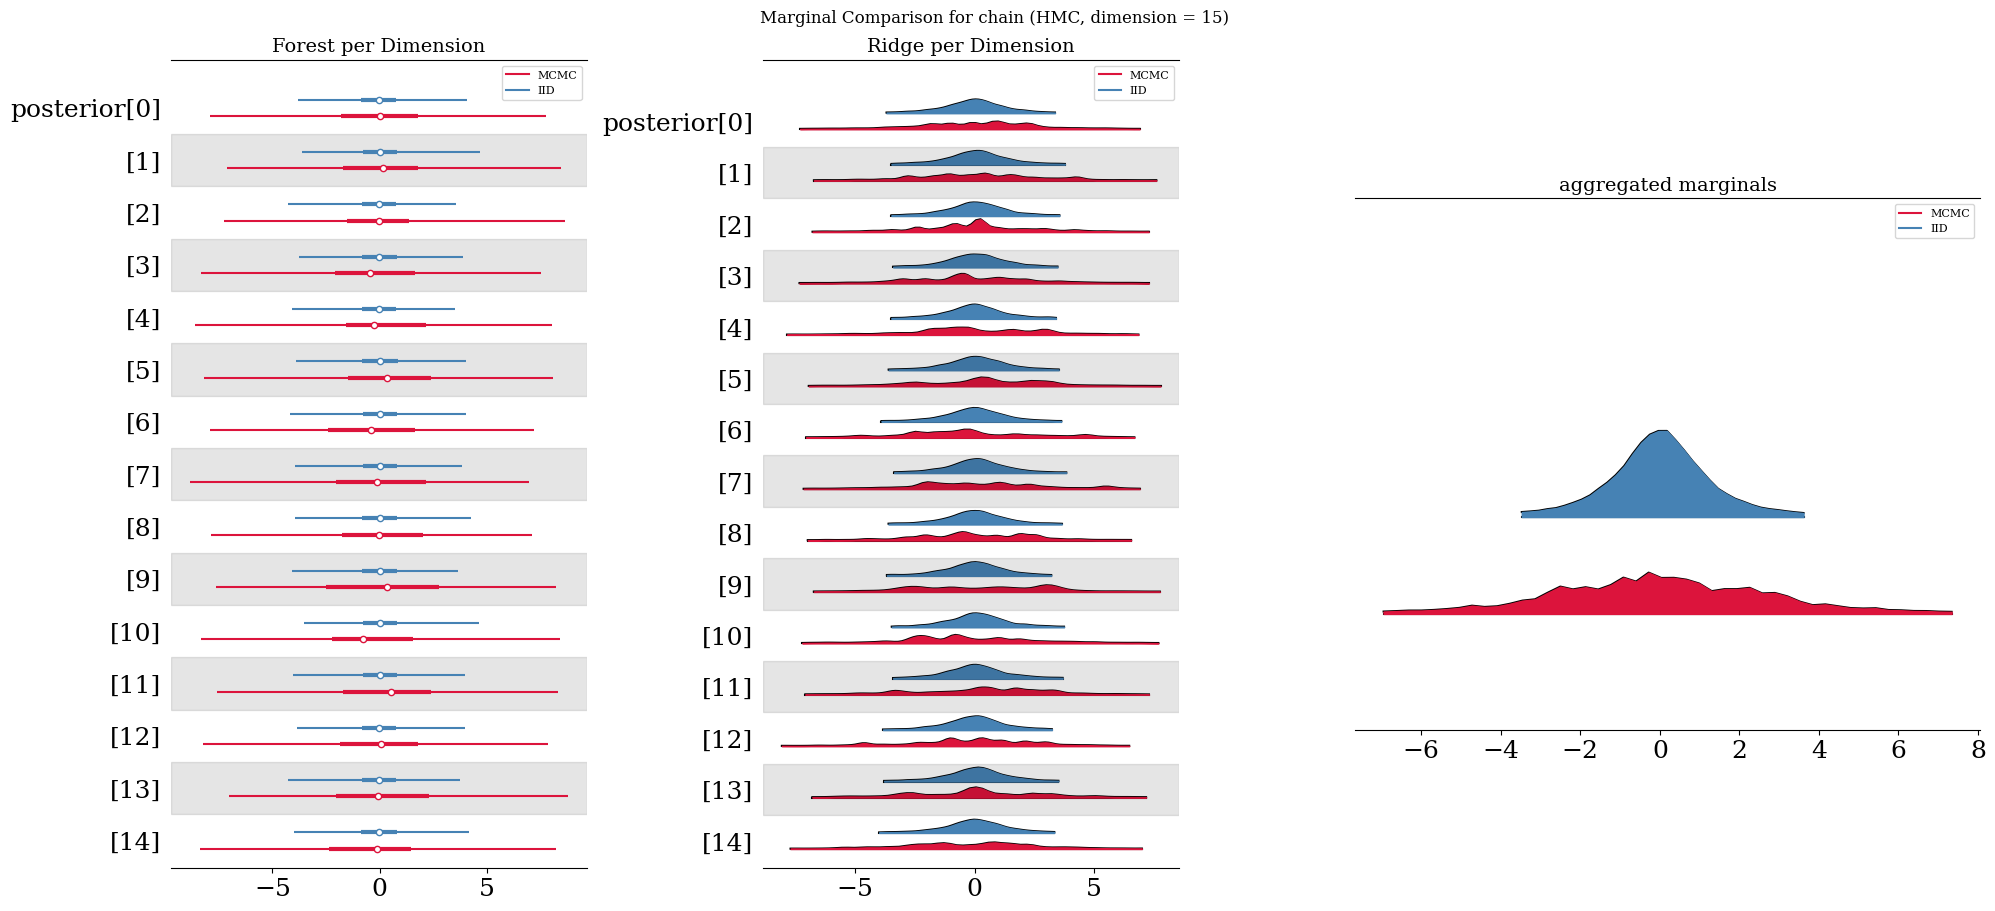 Marginal Comparison for chain (HMC, dimension = 15)
Forest per Dimension
MCMC
IID
posterior[0]
[1]
[2]
[3]
[4]
[5]
[6]
[7]
[8]
[9]
[10]
[11]
[12]
[13]
[14]
−5 0 5
Ridge per Dimension
MCMC
IID
posterior[0]
[1]
[2]
[3]
[4]
[5]
[6]
[7]
[8]
[9]
[10]
[11]
[12]
[13]
[14]
−5 0 5
aggregated marginals
MCMC
IID
−6 −4 −2 0 2 4 6 8